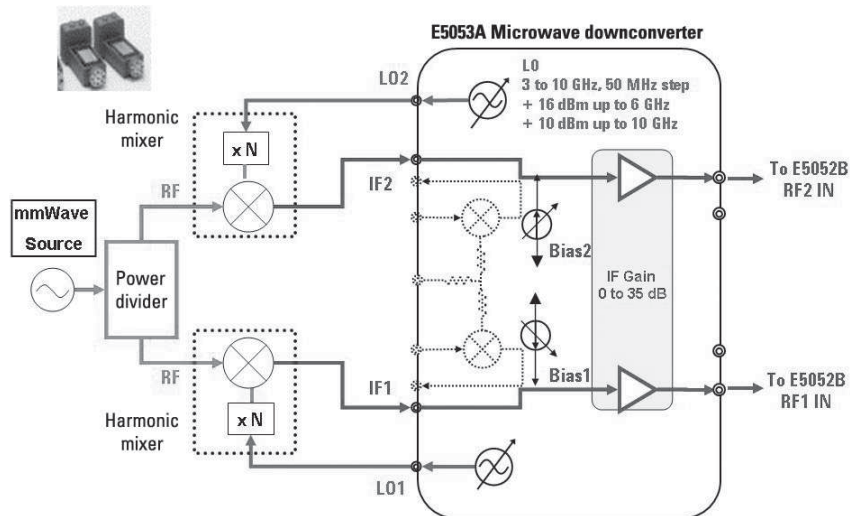 E5053A Microwave downconverter
LO
3 to 10 GHz, 50 MHz step
+ 16 dBm up to 6 GHz
+ 10 dBm up to 10 GHz
LO2
Harmonic
mixer
x N
RF
IF2
To E5052B
RF2 IN
mmWave
Source
Power
divider
Bias2
IF Gain
0 to 35 dB
RF
IF1
Bias1
To E5052B
RF1 IN
Harmonic
mixer
x N
LO1